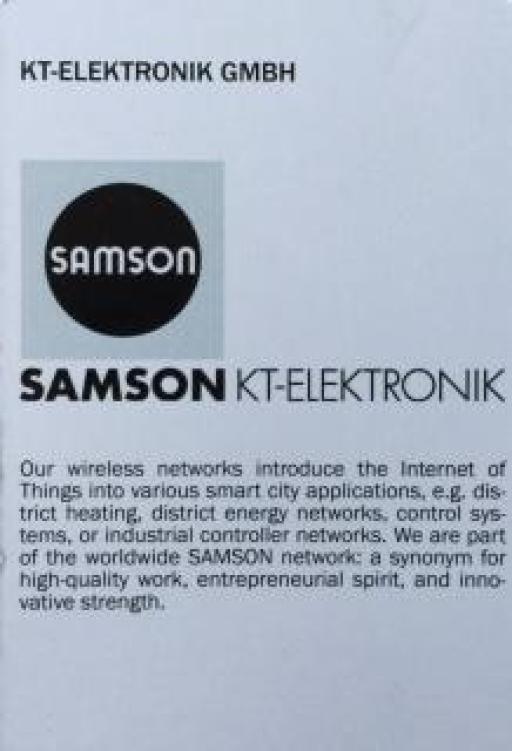 KT-ELEKTRONIK GMBH
SAMSON
SAMSON KT-ELEKTRONIK
Our wireless networks introduce the Internet of
Things into various smart city applications, e.g. dis-
trict heating, district energy networks, control sys-
tems, or industrial controller networks. We are part
of the worldwide SAMSON network: a synonym for
high-quality work, entrepreneurial spirit, and inno-
vative strength.